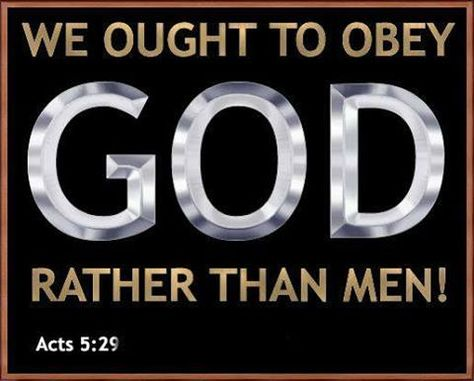 WE OUGHT TO OBEY
GOD
RATHER THAN MEN!
Acts 5:29